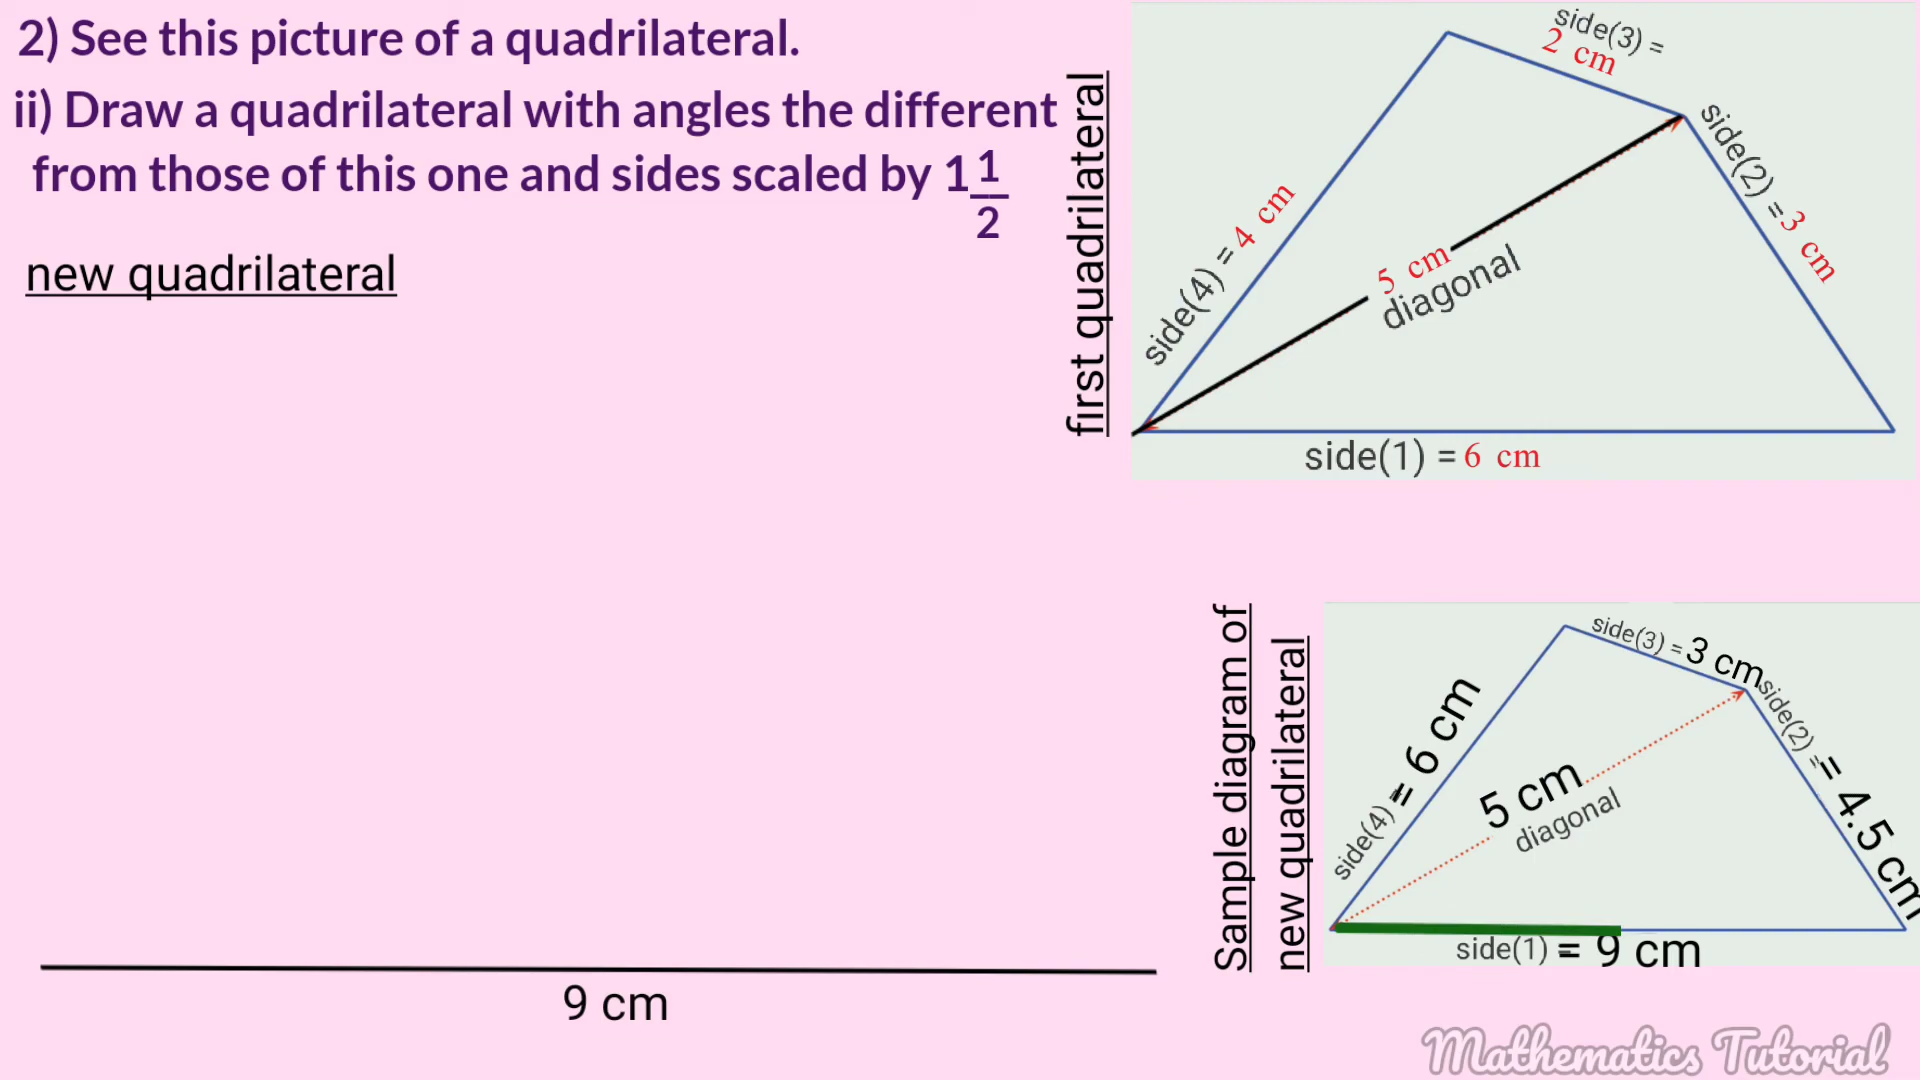 2) See this picture of a quadrilateral.
ii) Draw a quadrilateral with angles the different
from those of this one and sides scaled by 1 1/2
new quadrilateral
first quadrilateral
side(3) =
2 cm
side(2) = 3 cm
side(4) = 4 cm
5 cm
diagonal
side(1) = 6 cm
Sample diagram of
new quadrilateral
side(3) = 3 cm
side(2) = = 4.5 cm
side(4) = = 6 cm
5 cm
diagonal
side(1) = = 9 cm
9 cm
Mathematics Tutorial